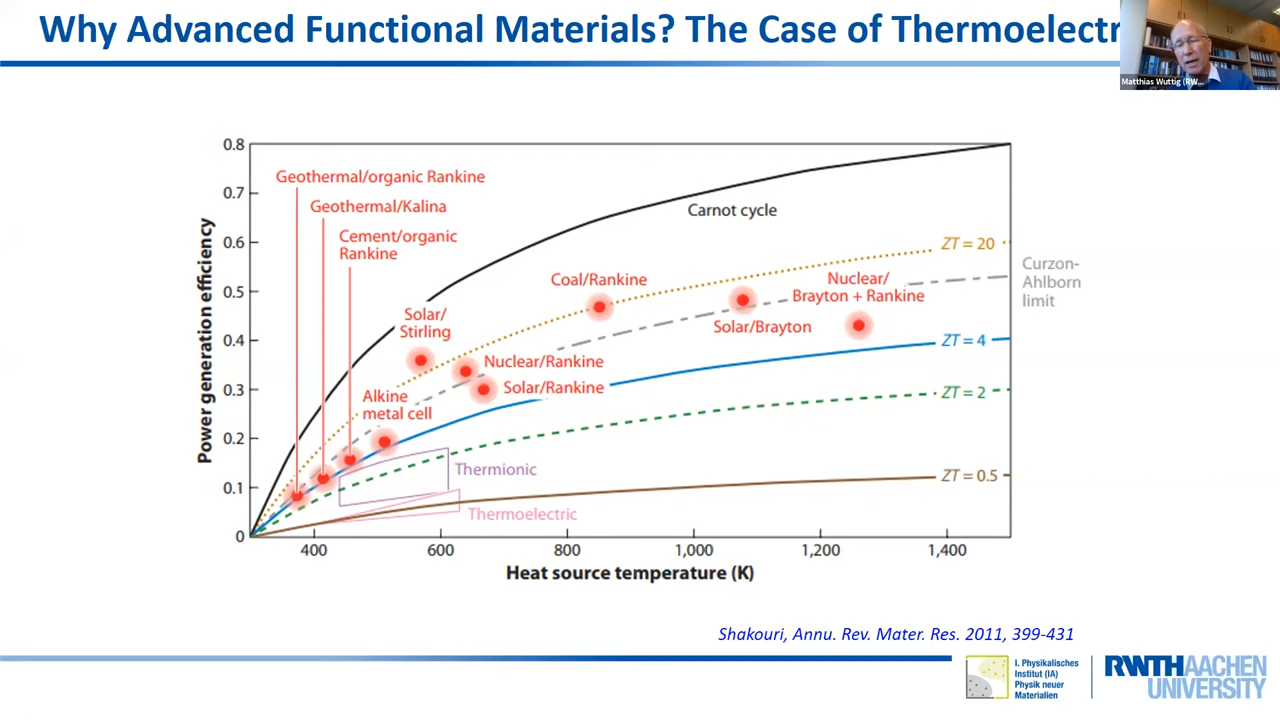 Why Advanced Functional Materials? The Case of Thermoelectr
Matthias Wuttig (RW...
Power generation efficiency
0.8
0.7
0.6
0.5
0.4
0.3
0.2
0.1
0
Geothermal/organic Rankine
Geothermal/Kalina
Cement/organic
Rankine
Carnot cycle
ZT = 20
Curzon-
Ahlborn
limit
Coal/Rankine
Nuclear/
Brayton + Rankine
Solar/
Stirling
Solar/Brayton
ZT = 4
Nuclear/Rankine
Solar/Rankine
Alkine
metal cell
ZT = 2
Thermionic
ZT = 0.5
Thermoelectric
400
600
800
1,000
1,200
1,400
Heat source temperature (K)
Shakouri, Annu. Rev. Mater. Res. 2011, 399-431
I. Physikalisches
Institut (IA)
Physik neuer
Materialien
RWTHAACHEN
UNIVERSITY